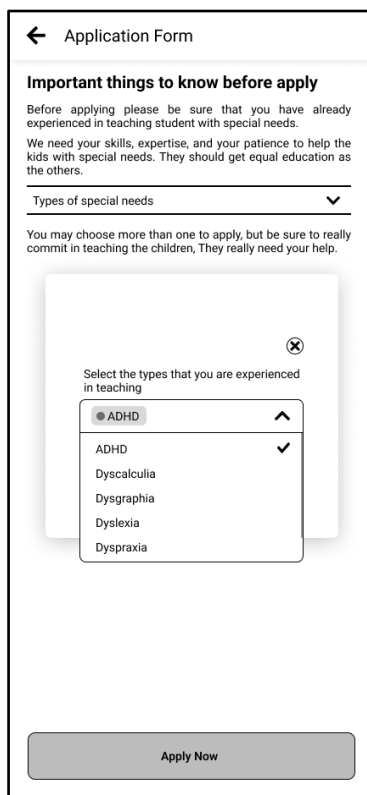 Application Form
Important things to know before apply
Before applying please be sure that you have already
experienced in teaching student with special needs.
We need your skills, expertise, and your patience to help the
kids with special needs. They should get equal education as
the others.
Types of special needs
You may choose more than one to apply, but be sure to really
commit in teaching the children, They really need your help.
Select the types that you are experienced
in teaching
ADHD
ADHD
Dyscalculia
Dysgraphia
Dyslexia
Dyspraxia
Apply Now